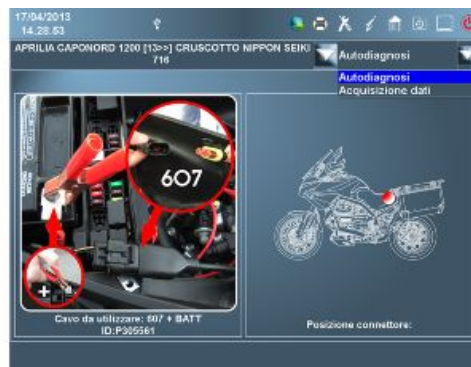 17/04/2013
14.28.53
APRILIA CAPONORD 1200 [13>>] CRUSCOTTO NIPPON SEIKI
716
Autodiagnosi
Autodiagnosi
Acquisizione dati
607
Cavo da utilizzare: 607 + BATT
ID:P305561
Posizione connettore: